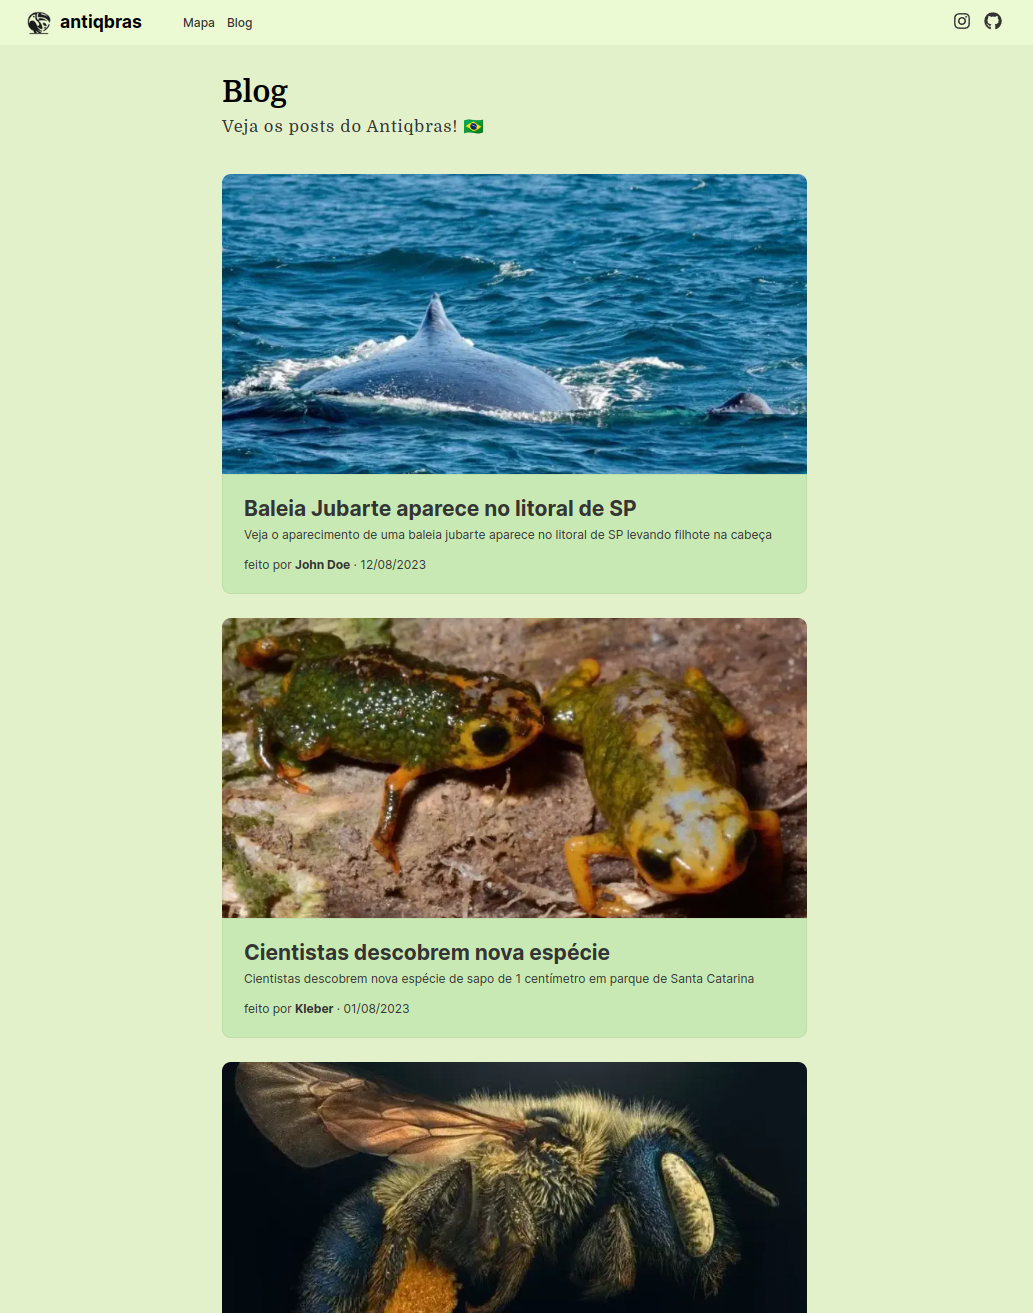 antiqbras
Mapa Blog
Blog
Veja os posts do Antiqbras! 🇧🇷
Baleia Jubarte aparece no litoral de SP
Veja o aparecimento de uma baleia jubarte aparece no litoral de SP levando filhote na cabeça
feito por John Doe · 12/08/2023
Cientistas descobrem nova espécie
Cientistas descobrem nova espécie de sapo de 1 centímetro em parque de Santa Catarina
feito por Kleber · 01/08/2023